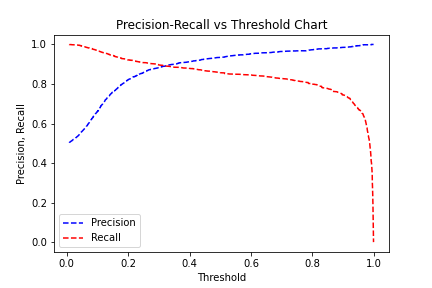 Precision-Recall vs Threshold Chart
Precision, Recall
1.0
0.8
0.6
0.4
0.2
0.0
Precision
Recall
0.0 0.2 0.4 0.6 0.8 1.0
Threshold